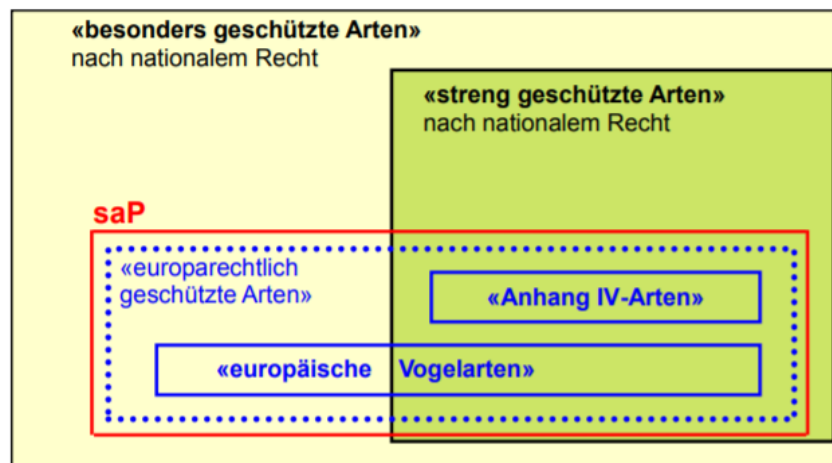 «besonders geschützte Arten»
nach nationalem Recht
«streng geschützte Arten»
nach nationalem Recht
saP
«europarechtlich
geschützte Arten»
«Anhang IV-Arten»
«europäische Vogelarten»